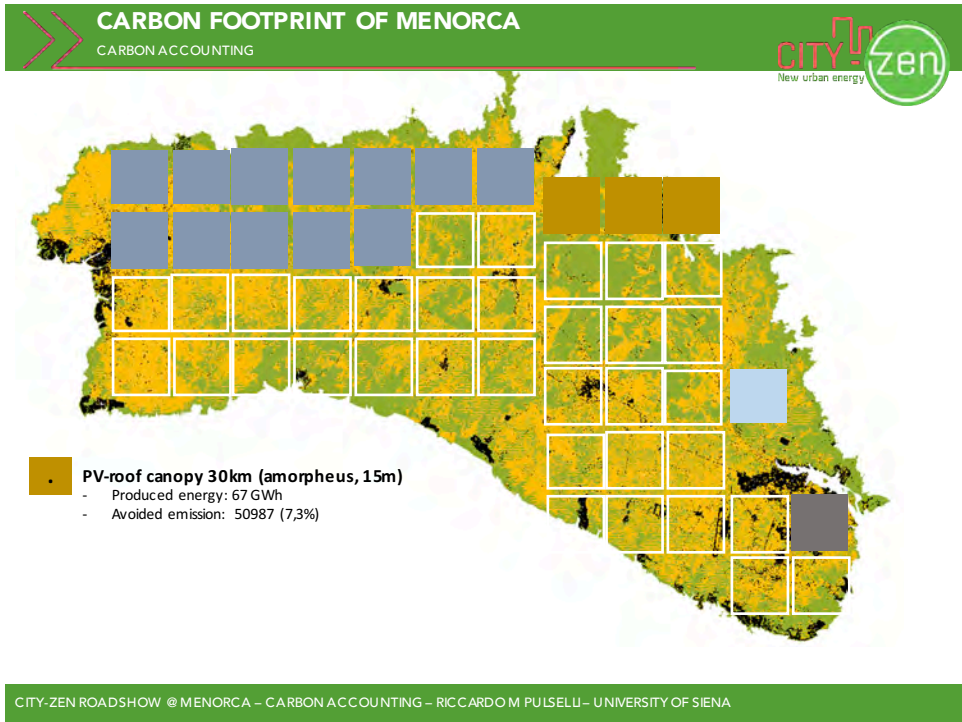 CARBON FOOTPRINT OF MENORCA
CARBON ACCOUNTING
CITY
zen
New urban energy
PV-roof canopy 30km (amorpheus, 15m)
- Produced energy: 67 GWh
- Avoided emission: 50987 (7,3%)
CITY-ZEN ROADSHOW @ MENORCA – CARBON ACCOUNTING – RICCARDO M PULSELLI – UNIVERSITY OF SIENA